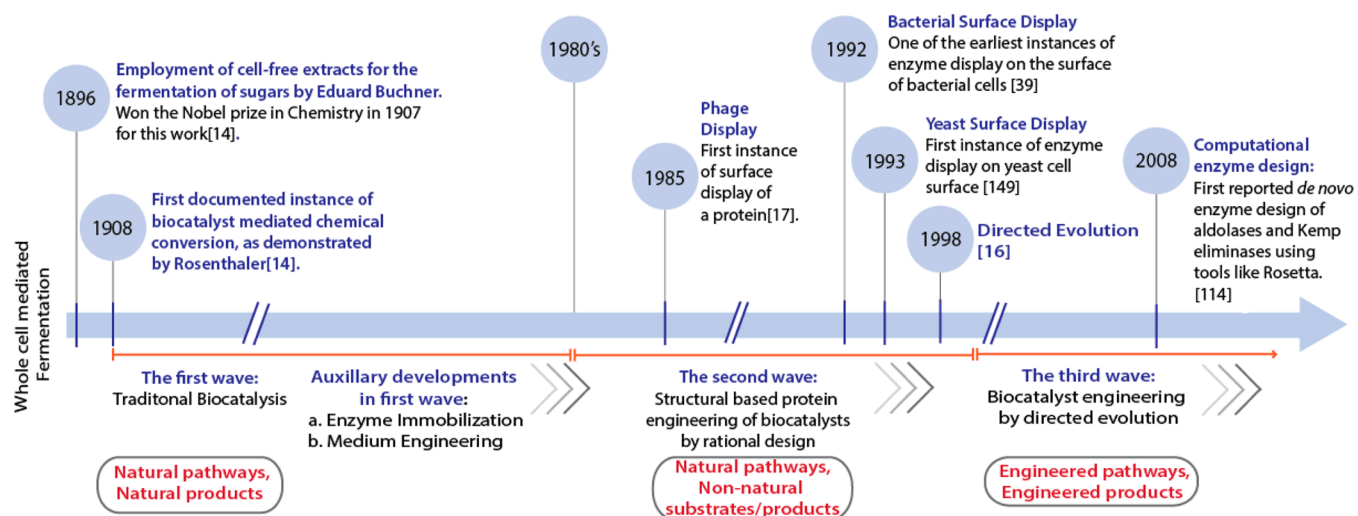 Whole cell mediated
Fermentation
1896
Employment of cell-free extracts for the
fermentation of sugars by Eduard Buchner.
Won the Nobel prize in Chemistry in 1907
for this work[14].
1908
First documented instance of
biocatalyst mediated chemical
conversion, as demonstrated
by Rosenthaler[14].
1980's
1985
Phage
Display
First instance
of surface
display of
a protein[17].
1992
Bacterial Surface Display
One of the earliest instances of
enzyme display on the surface
of bacterial cells [39]
1993
Yeast Surface Display
First instance of enzyme
display on yeast cell
surface [149]
1998
Directed Evolution
[16]
2008
Computational
enzyme design:
First reported de novo
enzyme design of
aldolases and Kemp
eliminases using
tools like Rosetta.
[114]
The first wave:
Traditonal Biocatalysis
Auxillary developments
in first wave:
a. Enzyme Immobilization
b. Medium Engineering
The second wave:
Structural based protein
engineering of biocatalysts
by rational design
The third wave:
Biocatalyst engineering
by directed evolution
Natural pathways,
Natural products
Natural pathways,
Non-natural
substrates/products
Engineered pathways,
Engineered products